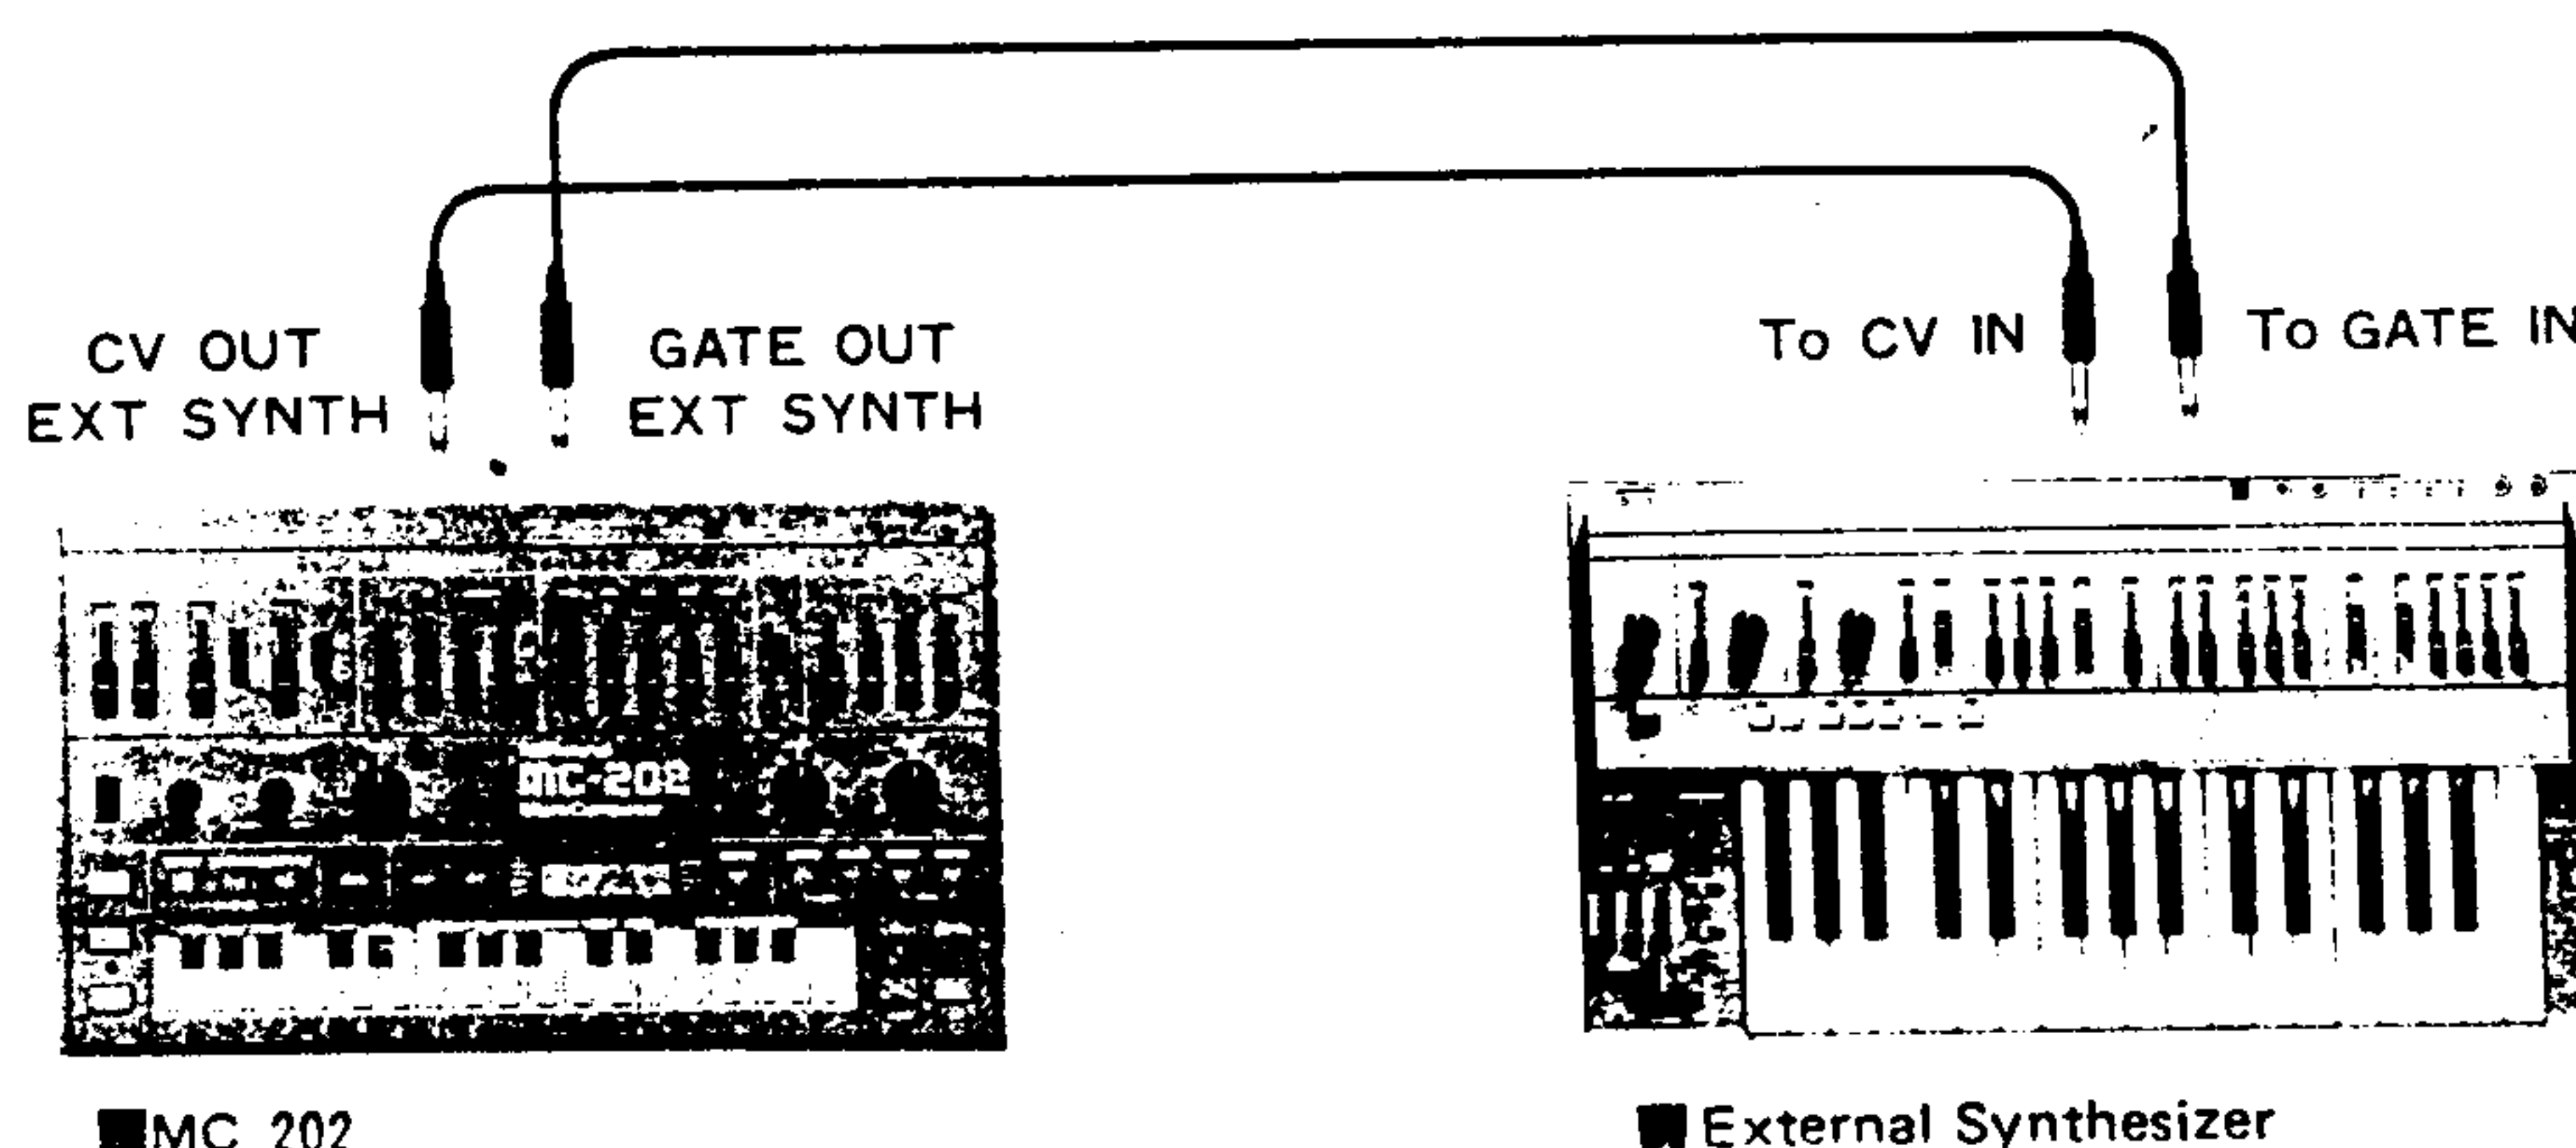 CV OUT
EXT SYNTH
GATE OUT
EXT SYNTH
To CV IN
To GATE IN
MC-202
MC 202
External Synthesizer